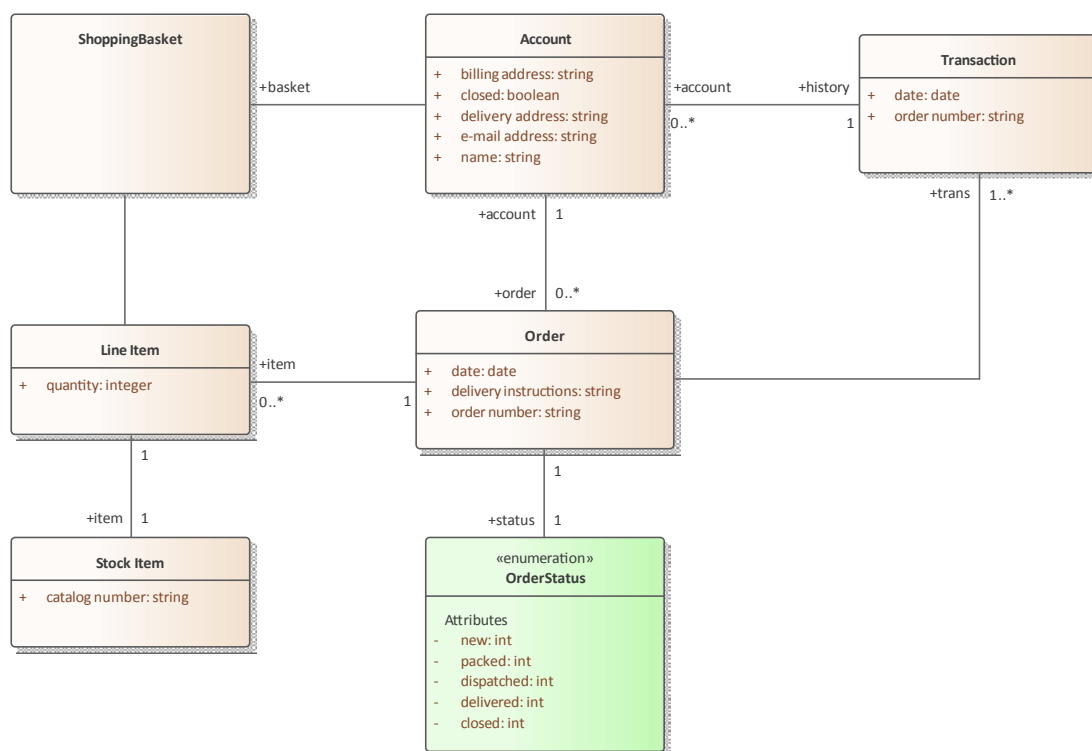 ShoppingBasket
+basket
Account
+ billing address: string
+ closed: boolean
+ delivery address: string
+ e-mail address: string
+ name: string
+account
0..*
+history
1
Transaction
+ date: date
+ order number: string
+trans
1..*
+account
1
+order
0..*
Line Item
+ quantity: integer
+item
0..*
1
Order
+ date: date
+ delivery instructions: string
+ order number: string
1
+item
1
Stock Item
+ catalog number: string
1
+status
1
«enumeration»
OrderStatus
Attributes
- new: int
- packed: int
- dispatched: int
- delivered: int
- closed: int